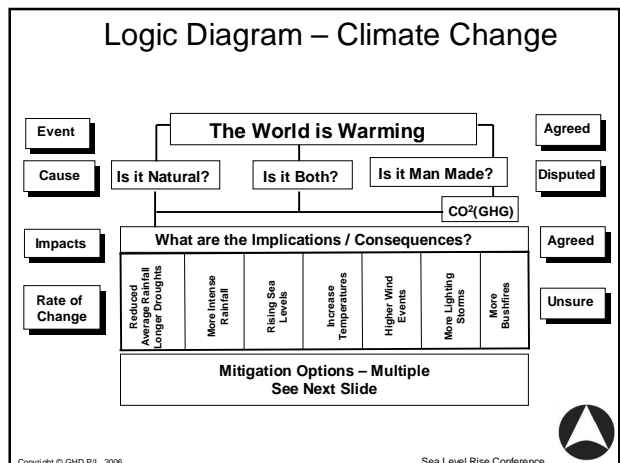 Logic Diagram – Climate Change
Event
The World is Warming
Agreed
Cause
Is it Natural?
Is it Both?
Is it Man Made?
Disputed
CO²(GHG)
Impacts
What are the Implications / Consequences?
Agreed
Rate of
Change
Reduced
Average Rainfall
Longer Droughts
More Intense
Rainfall
Rising Sea
Levels
Increase
Temperatures
Higher Wind
Events
More Lighting
Storms
More
Bushfires
Unsure
Mitigation Options – Multiple
See Next Slide
Copyright © GHD P/L 2006
Sea Level Rise Conference